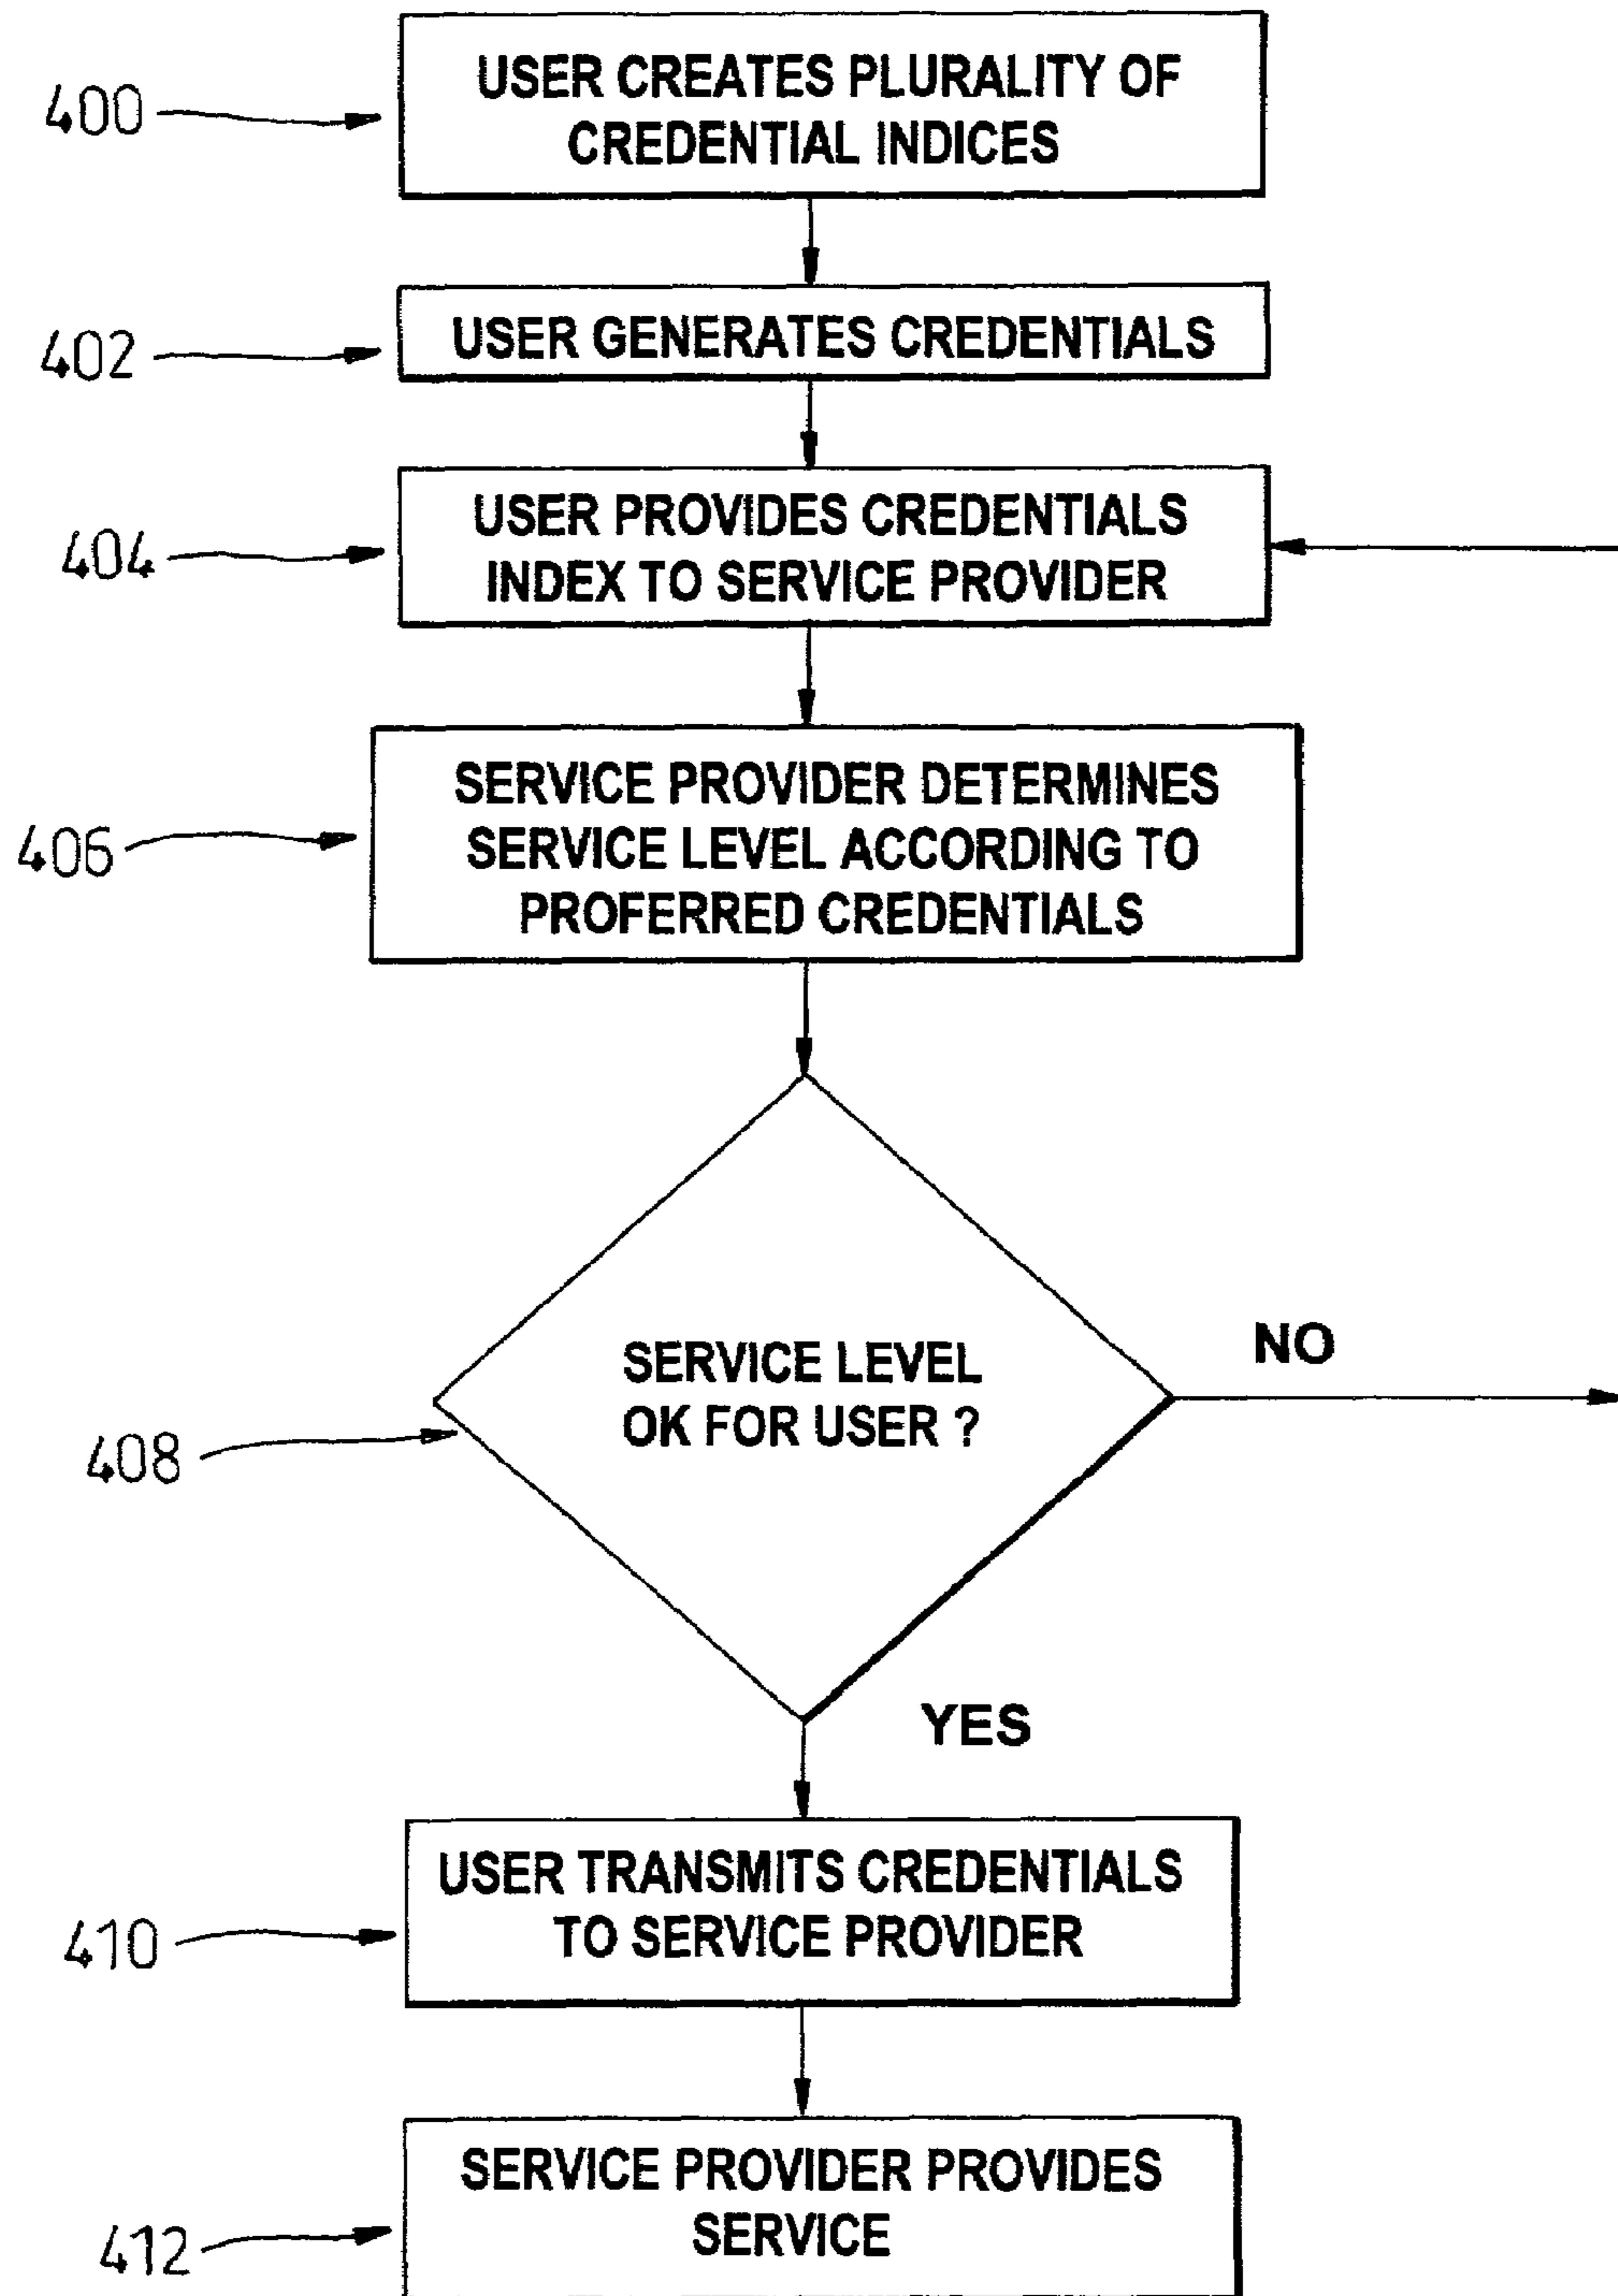 400
USER CREATES PLURALITY OF
CREDENTIAL INDICES
402
USER GENERATES CREDENTIALS
404
USER PROVIDES CREDENTIALS
INDEX TO SERVICE PROVIDER
406
SERVICE PROVIDER DETERMINES
SERVICE LEVEL ACCORDING TO
PROFERRED CREDENTIALS
408
SERVICE LEVEL
OK FOR USER ?
NO
YES
410
USER TRANSMITS CREDENTIALS
TO SERVICE PROVIDER
412
SERVICE PROVIDER PROVIDES
SERVICE